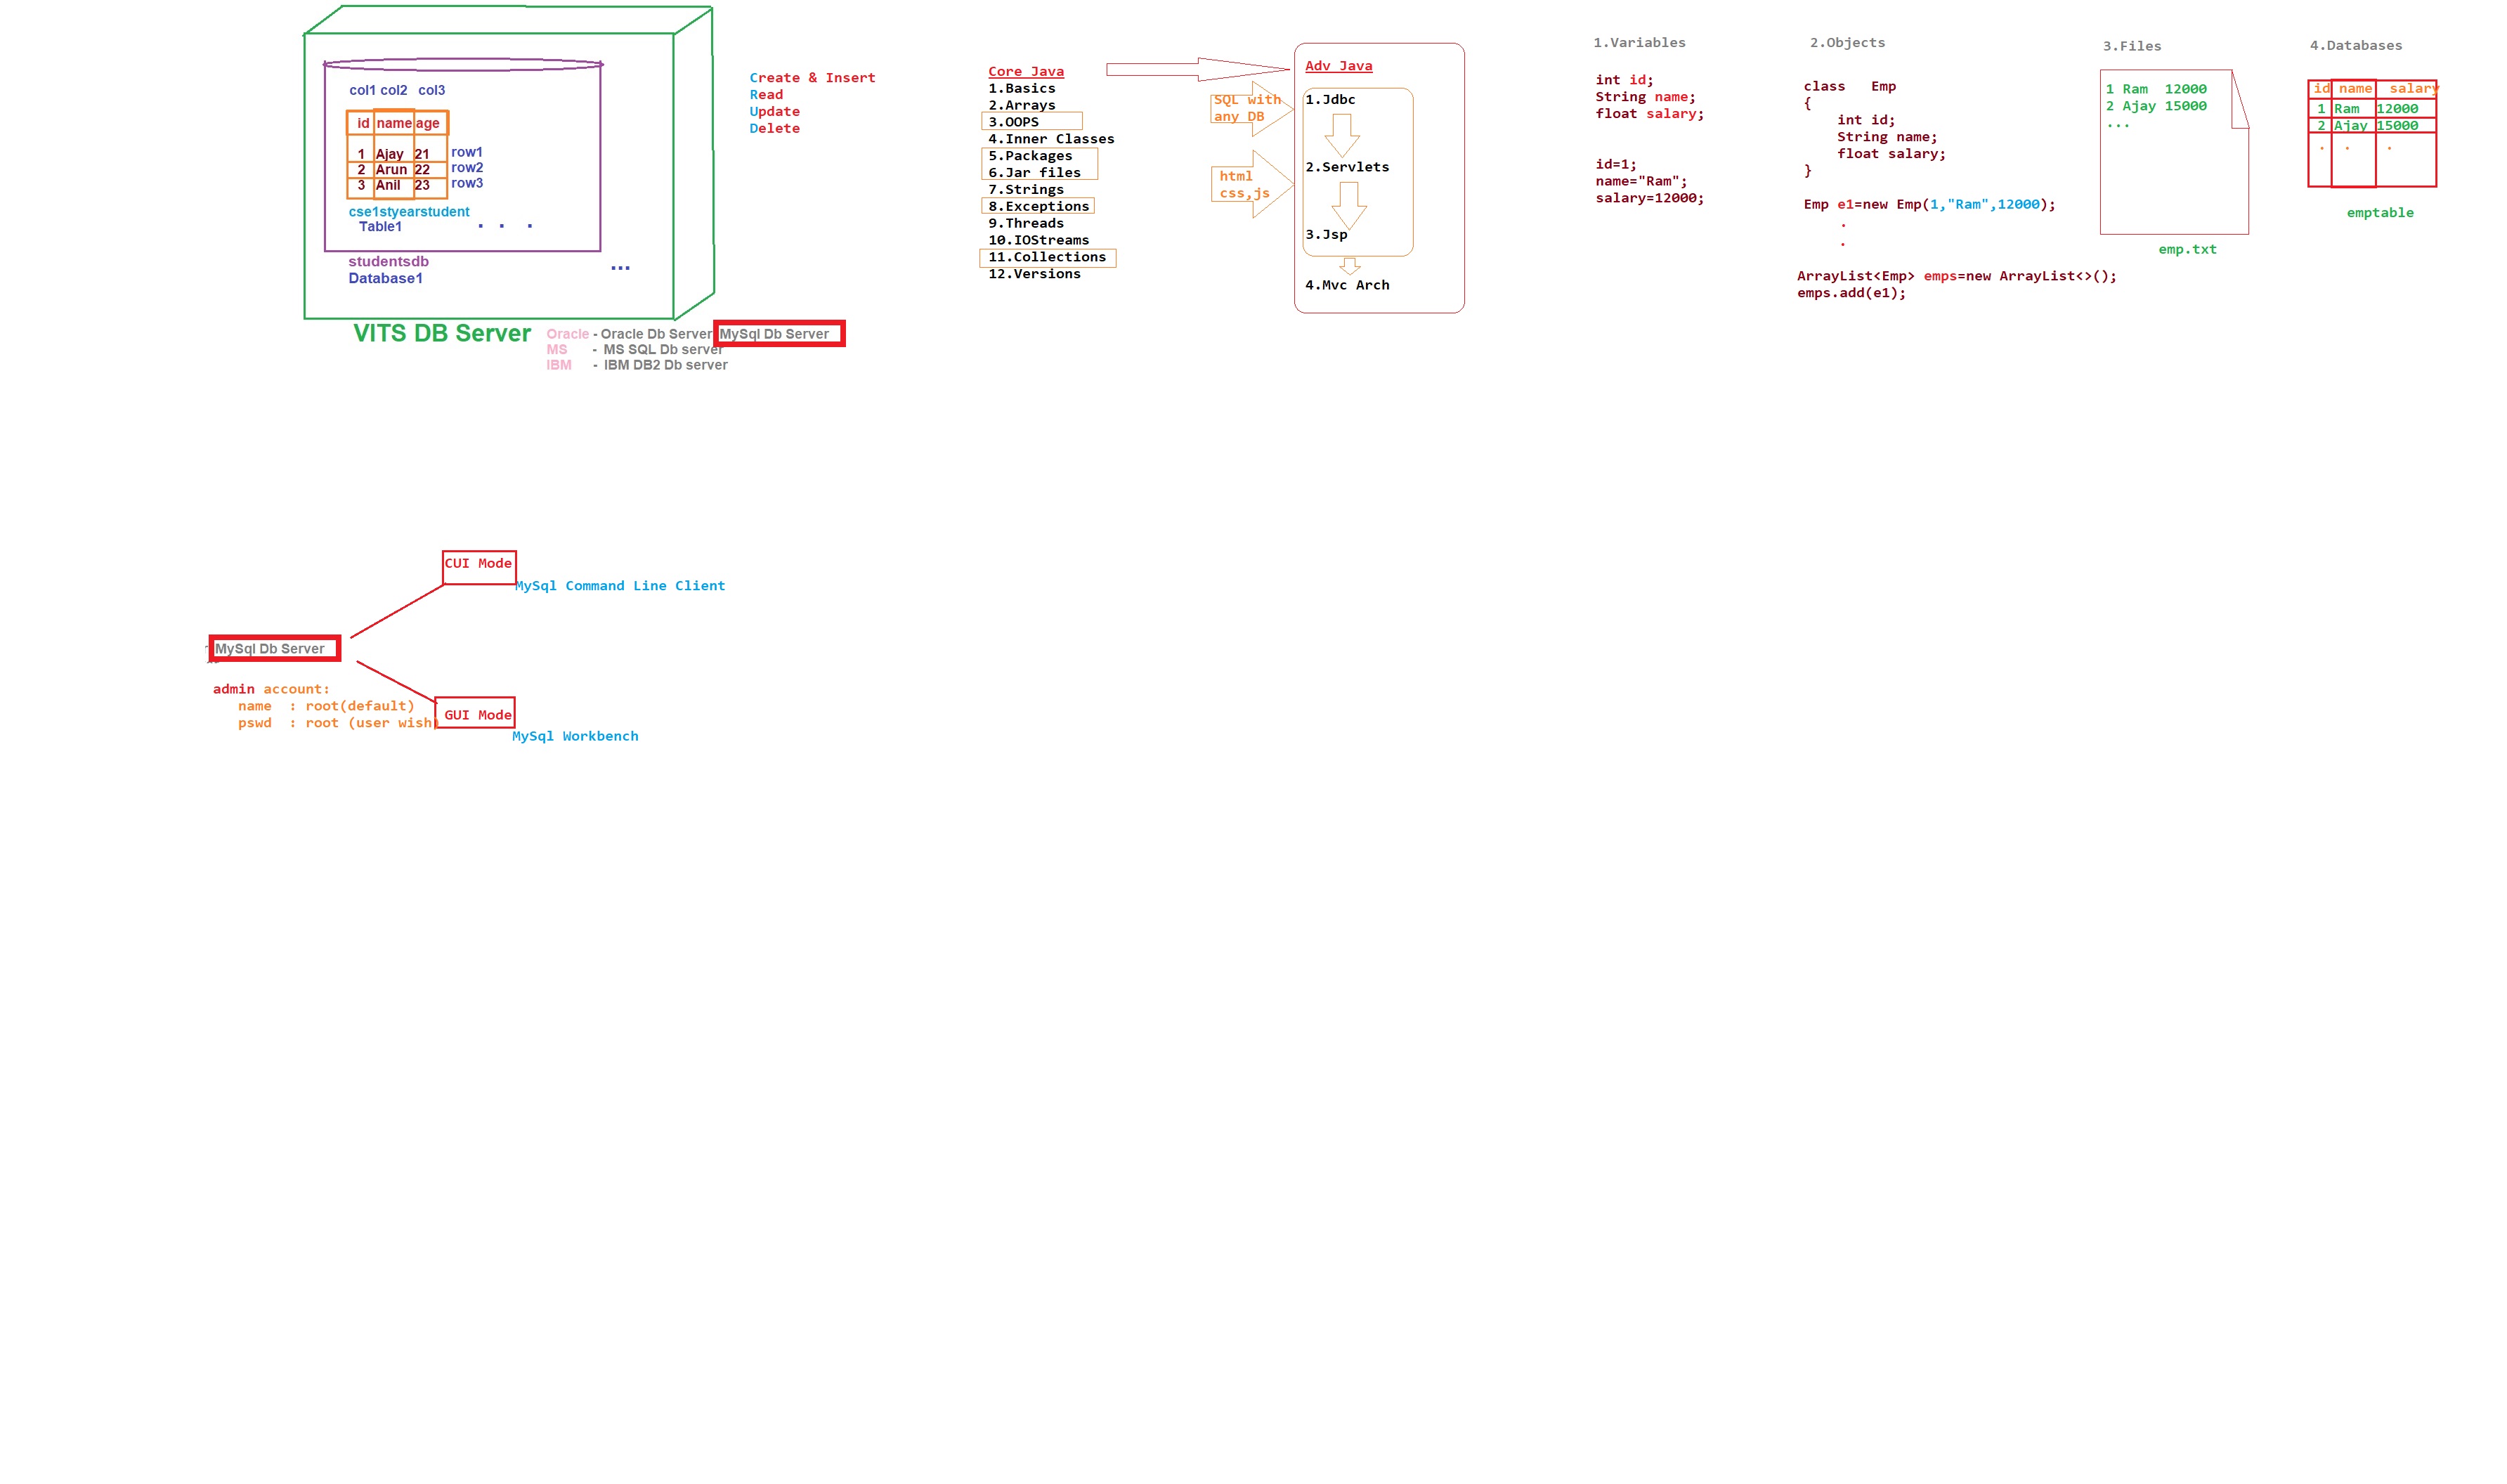 col1 col2 col3
id name age
1 Ajay 21 row1
2 Arun 22 row2
3 Anil 23 row3
cse1styearstudent
Table1 . . .
studentsdb
Database1
...
VITS DB Server
Oracle - Oracle Db Server MySql Db Server
MS - MS SQL Db server
IBM - IBM DB2 Db server
Create & Insert
Read
Update
Delete
Core Java
1.Basics
2.Arrays
3.OOPS
4.Inner Classes
5.Packages
6.Jar files
7.Strings
8.Exceptions
9.Threads
10.IOStreams
11.Collections
12.Versions
SQL with
any DB
html
css,js
Adv Java
1.Jdbc
2.Servlets
3.Jsp
4.Mvc Arch
1.Variables
int id;
String name;
float salary;
id=1;
name="Ram";
salary=12000;
2.Objects
class Emp
{
int id;
String name;
float salary;
}
Emp e1=new Emp(1,"Ram",12000);
.
.
ArrayList<Emp> emps=new ArrayList<>();
emps.add(e1);
3.Files
1 Ram 12000
2 Ajay 15000
...
emp.txt
4.Databases
id name salary
1 Ram 12000
2 Ajay 15000
. . .
emptable
CUI Mode
MySql Command Line Client
MySql Db Server
admin account:
name : root(default)
pswd : root (user wish)
GUI Mode
MySql Workbench